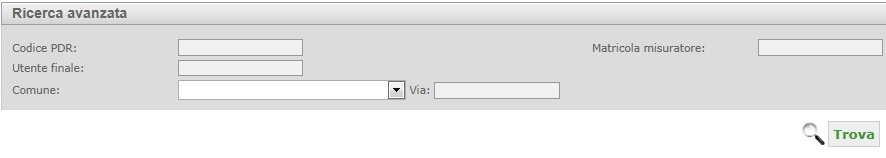 Ricerca avanzata
Codice PDR: Matricola misuratore:
Utente finale:
Comune: Via:
Trova